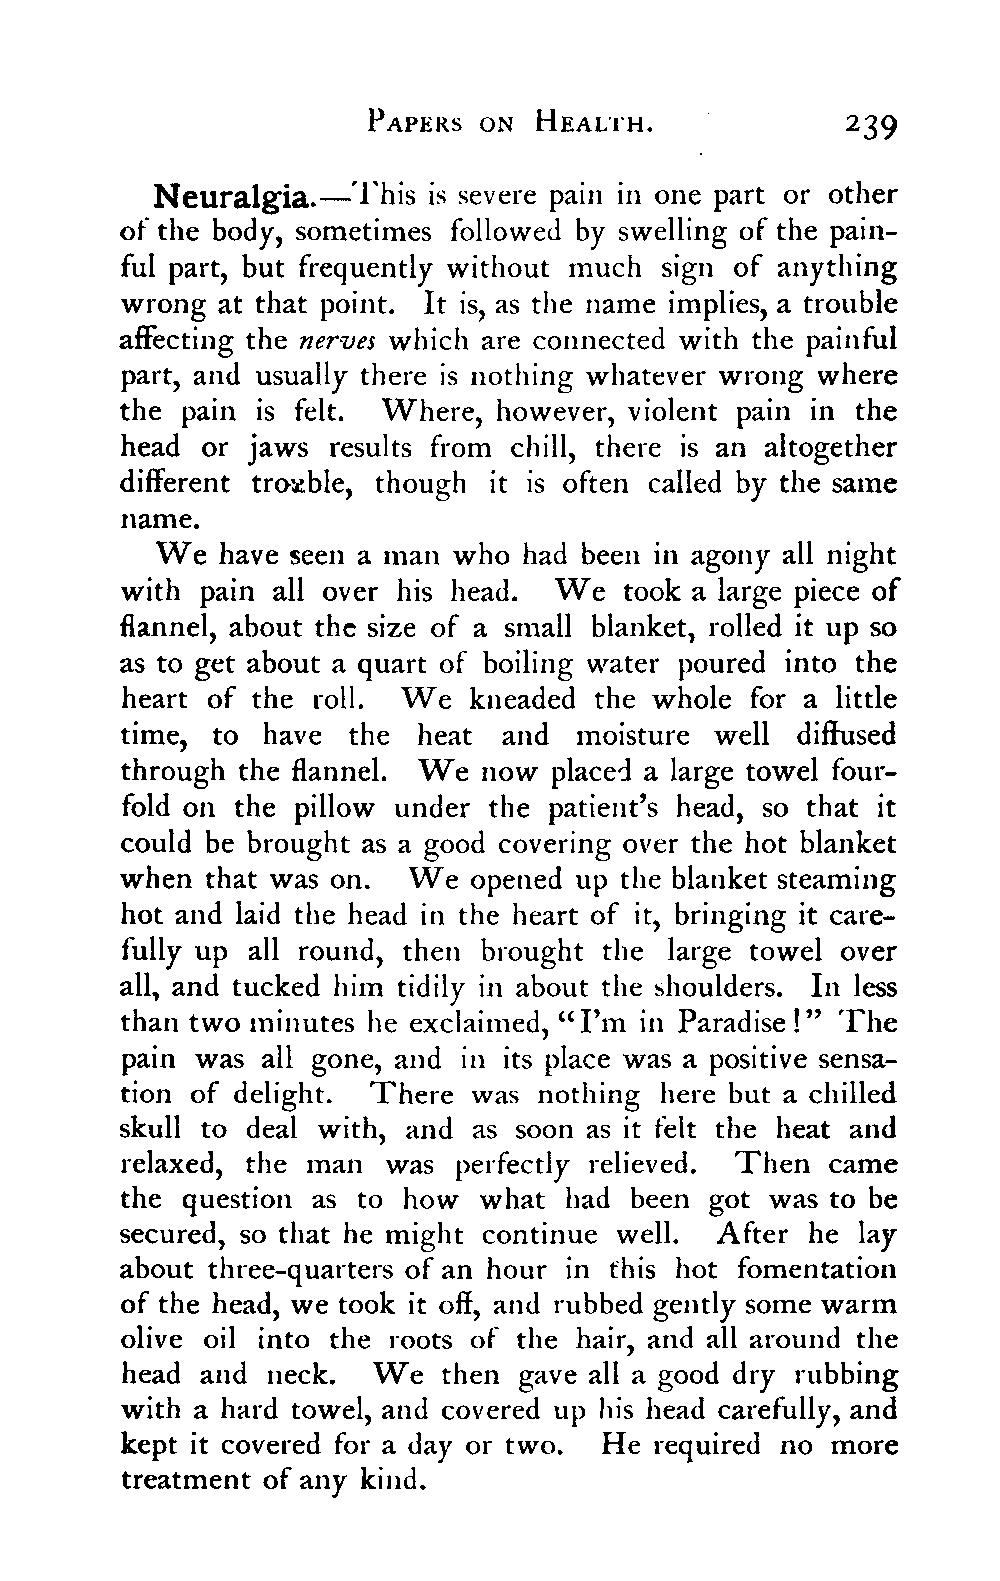 PAPERS ON HEALTH. 239
Neuralgia.—This is severe pain in one part or other
of the body, sometimes followed by swelling of the pain-
ful part, but frequently without much sign of anything
wrong at that point. It is, as the name implies, a trouble
affecting the nerves which are connected with the painful
part, and usually there is nothing whatever wrong where
the pain is felt. Where, however, violent pain in the
head or jaws results from chill, there is an altogether
different trouble, though it is often called by the same
name.
We have seen a man who had been in agony all night
with pain all over his head. We took a large piece of
flannel, about the size of a small blanket, rolled it up so
as to get about a quart of boiling water poured into the
heart of the roll. We kneaded the whole for a little
time, to have the heat and moisture well diffused
through the flannel. We now placed a large towel four-
fold on the pillow under the patient's head, so that it
could be brought as a good covering over the hot blanket
when that was on. We opened up the blanket steaming
hot and laid the head in the heart of it, bringing it care-
fully up all round, then brought the large towel over
all, and tucked him tidily in about the shoulders. In less
than two minutes he exclaimed, "I'm in Paradise!" The
pain was all gone, and in its place was a positive sensa-
tion of delight. There was nothing here but a chilled
skull to deal with, and as soon as it felt the heat and
relaxed, the man was perfectly relieved. Then came
the question as to how what had been got was to be
secured, so that he might continue well. After he lay
about three-quarters of an hour in this hot fomentation
of the head, we took it off, and rubbed gently some warm
olive oil into the roots of the hair, and all around the
head and neck. We then gave all a good dry rubbing
with a hard towel, and covered up his head carefully, and
kept it covered for a day or two. He required no more
treatment of any kind.